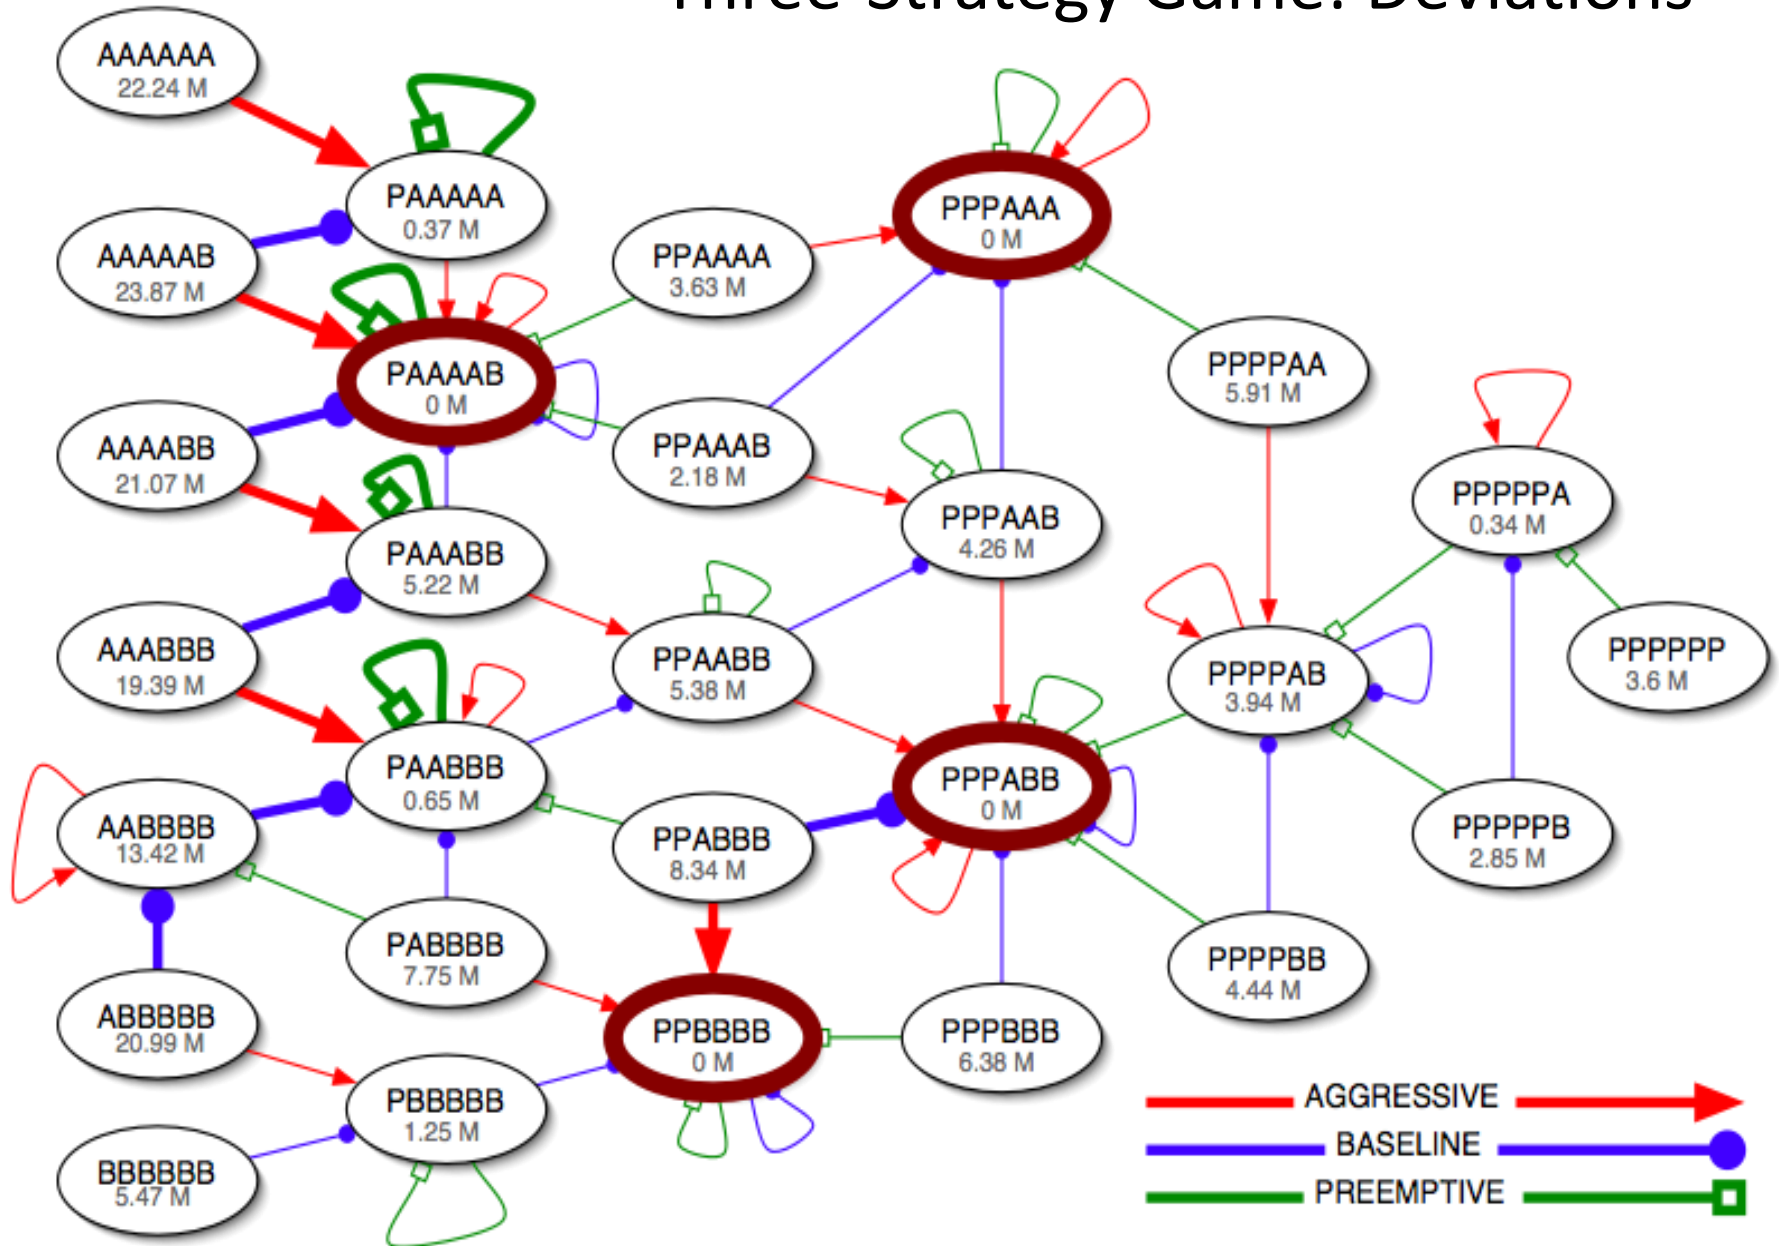 Three-Strategy Game: Deviations
AAAAAA
22.24 M
PAAAAA
0.37 M
AAAAAB
23.87 M
PPAAAA
3.63 M
PPPAAA
0 M
PAAAAB
0 M
PPPPAA
5.91 M
AAAABB
21.07 M
PPAAAB
2.18 M
PPPAAB
4.26 M
PPPPPA
0.34 M
PAAABB
5.22 M
AAABBB
19.39 M
PPAABB
5.38 M
PPPPAB
3.94 M
PPPPPP
3.6 M
PAABBB
0.65 M
PPPABB
0 M
AABBBB
13.42 M
PPABBB
8.34 M
PPPPPB
2.85 M
PABBBB
7.75 M
PPPPBB
4.44 M
ABBBBB
20.99 M
PPBBBB
0 M
PPPBBB
6.38 M
PBBBBB
1.25 M
BBBBBB
5.47 M
AGGRESSIVE
BASELINE
PREEMPTIVE